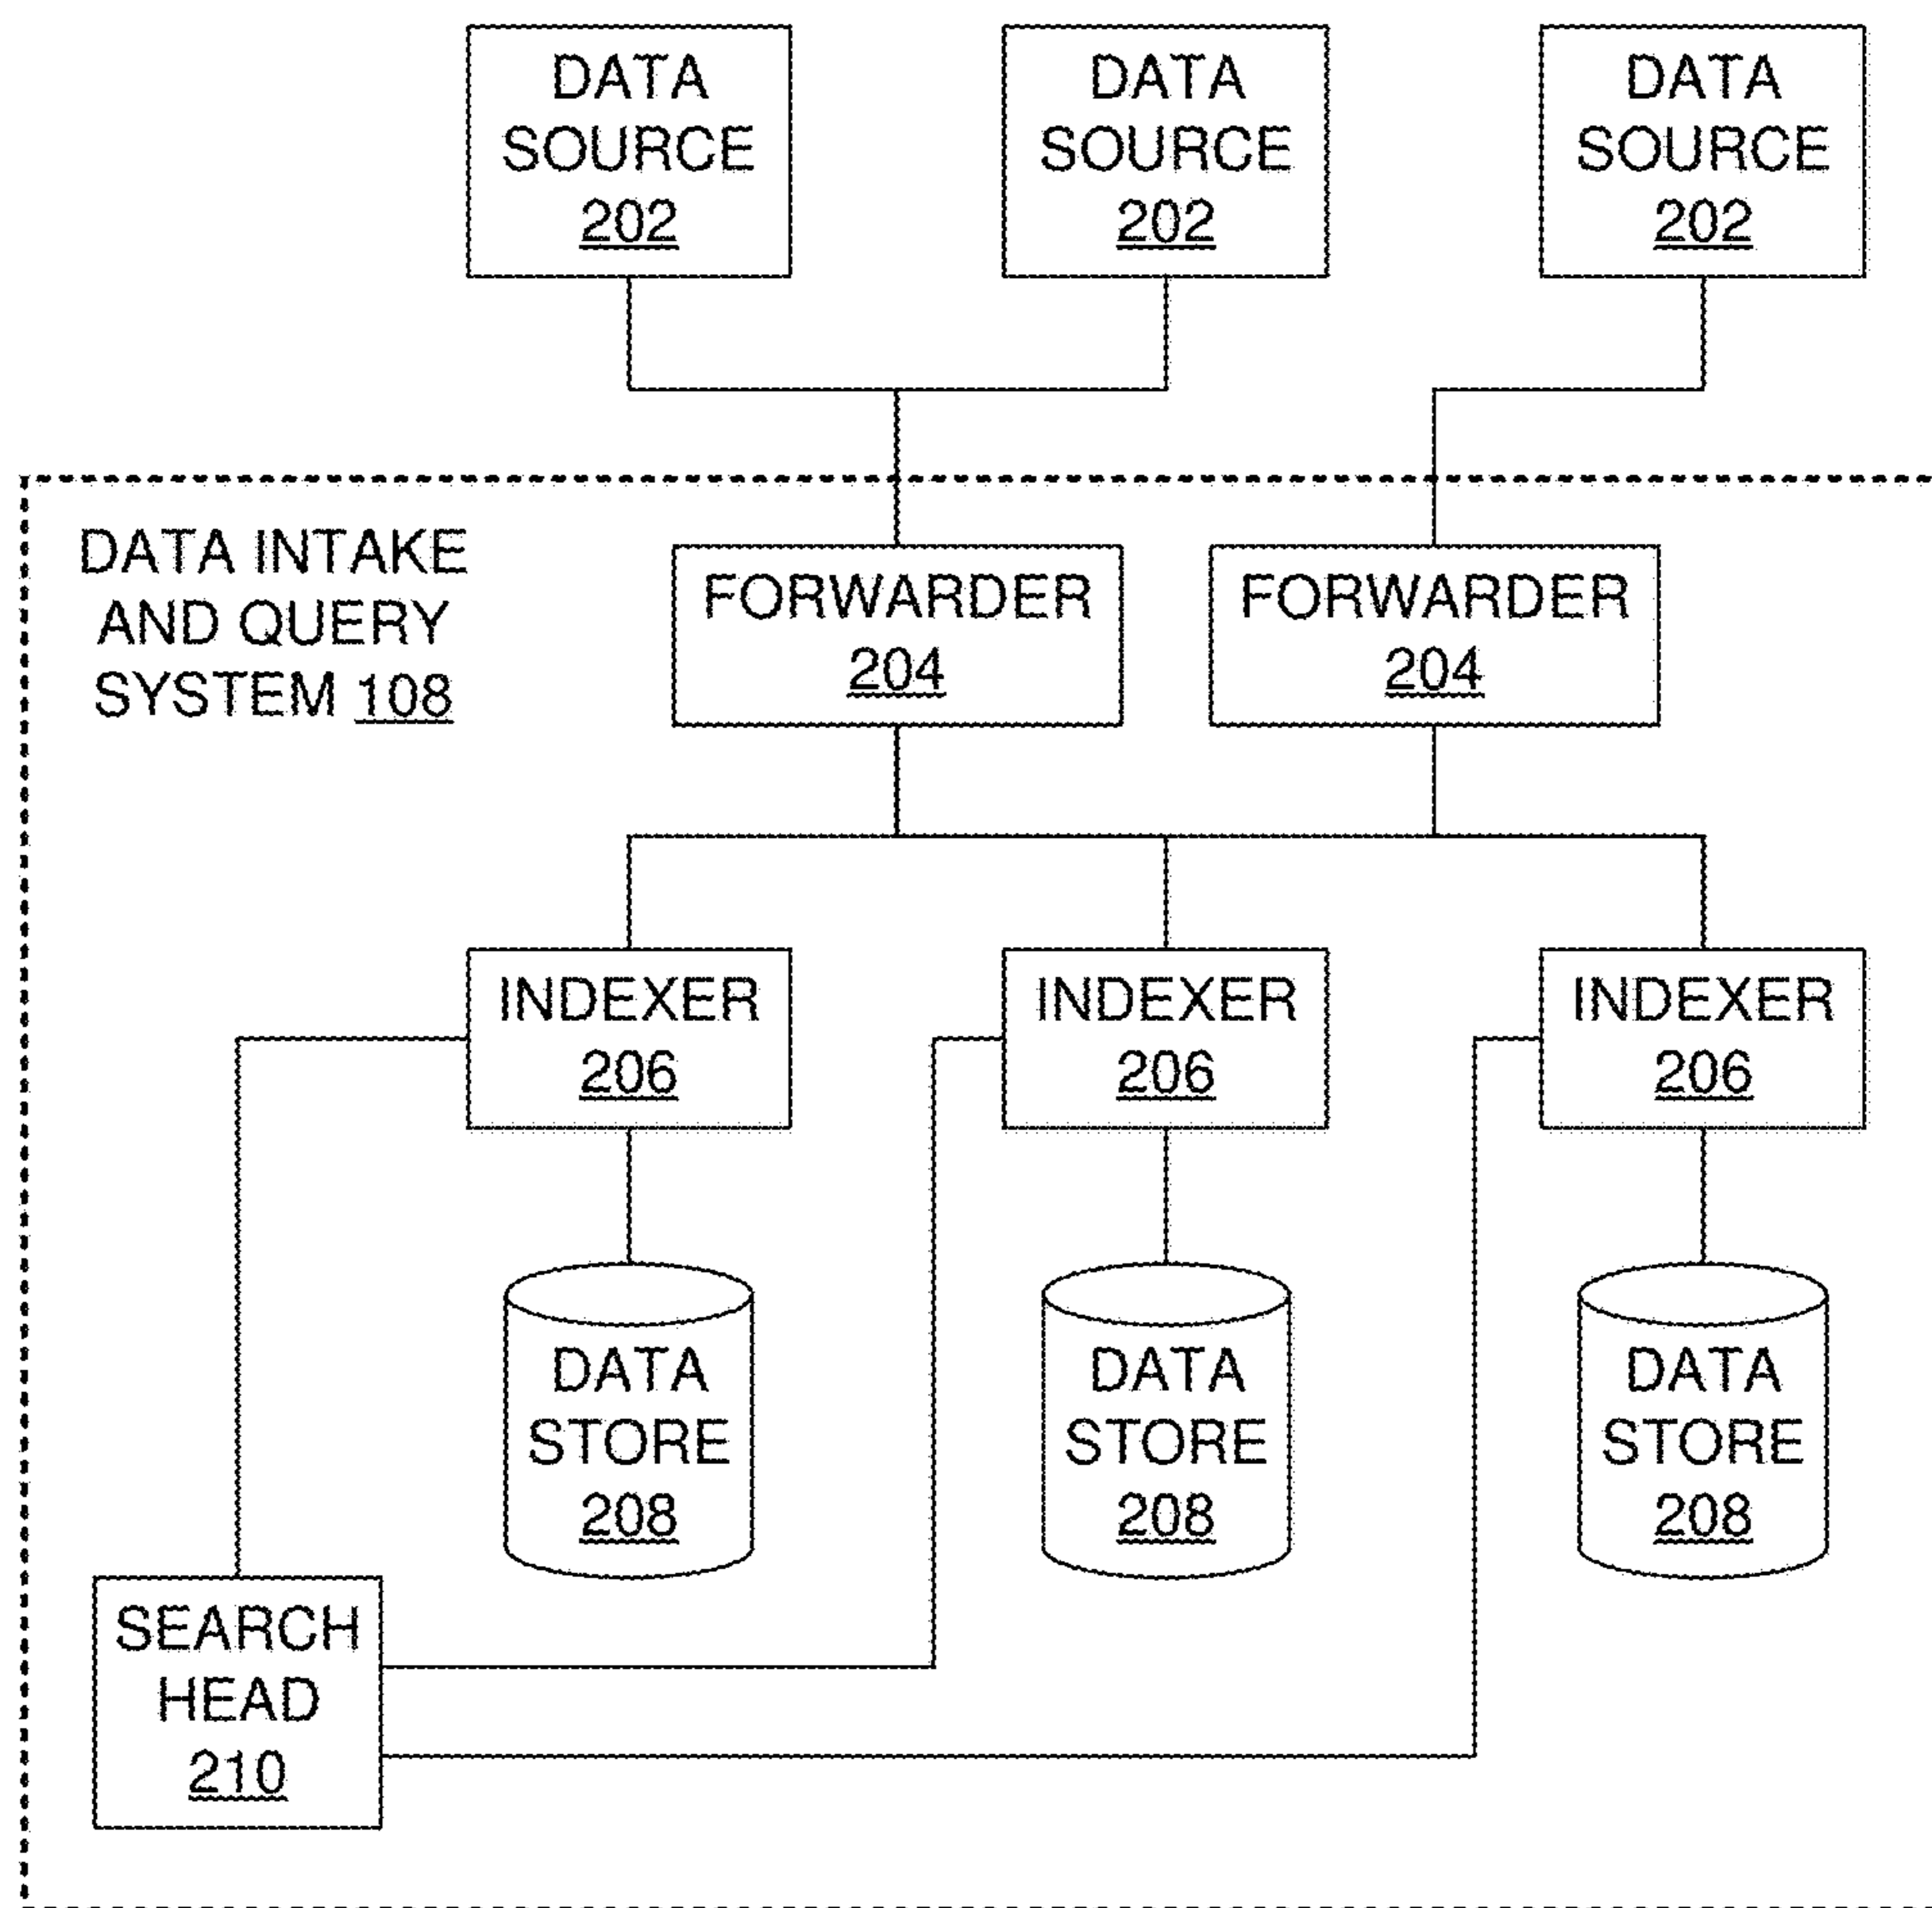 DATA
SOURCE
202
DATA
SOURCE
202
DATA
SOURCE
202
DATA INTAKE
AND QUERY
SYSTEM 108
FORWARDER
204
FORWARDER
204
INDEXER
206
INDEXER
206
INDEXER
206
DATA
STORE
208
DATA
STORE
208
DATA
STORE
208
SEARCH
HEAD
210